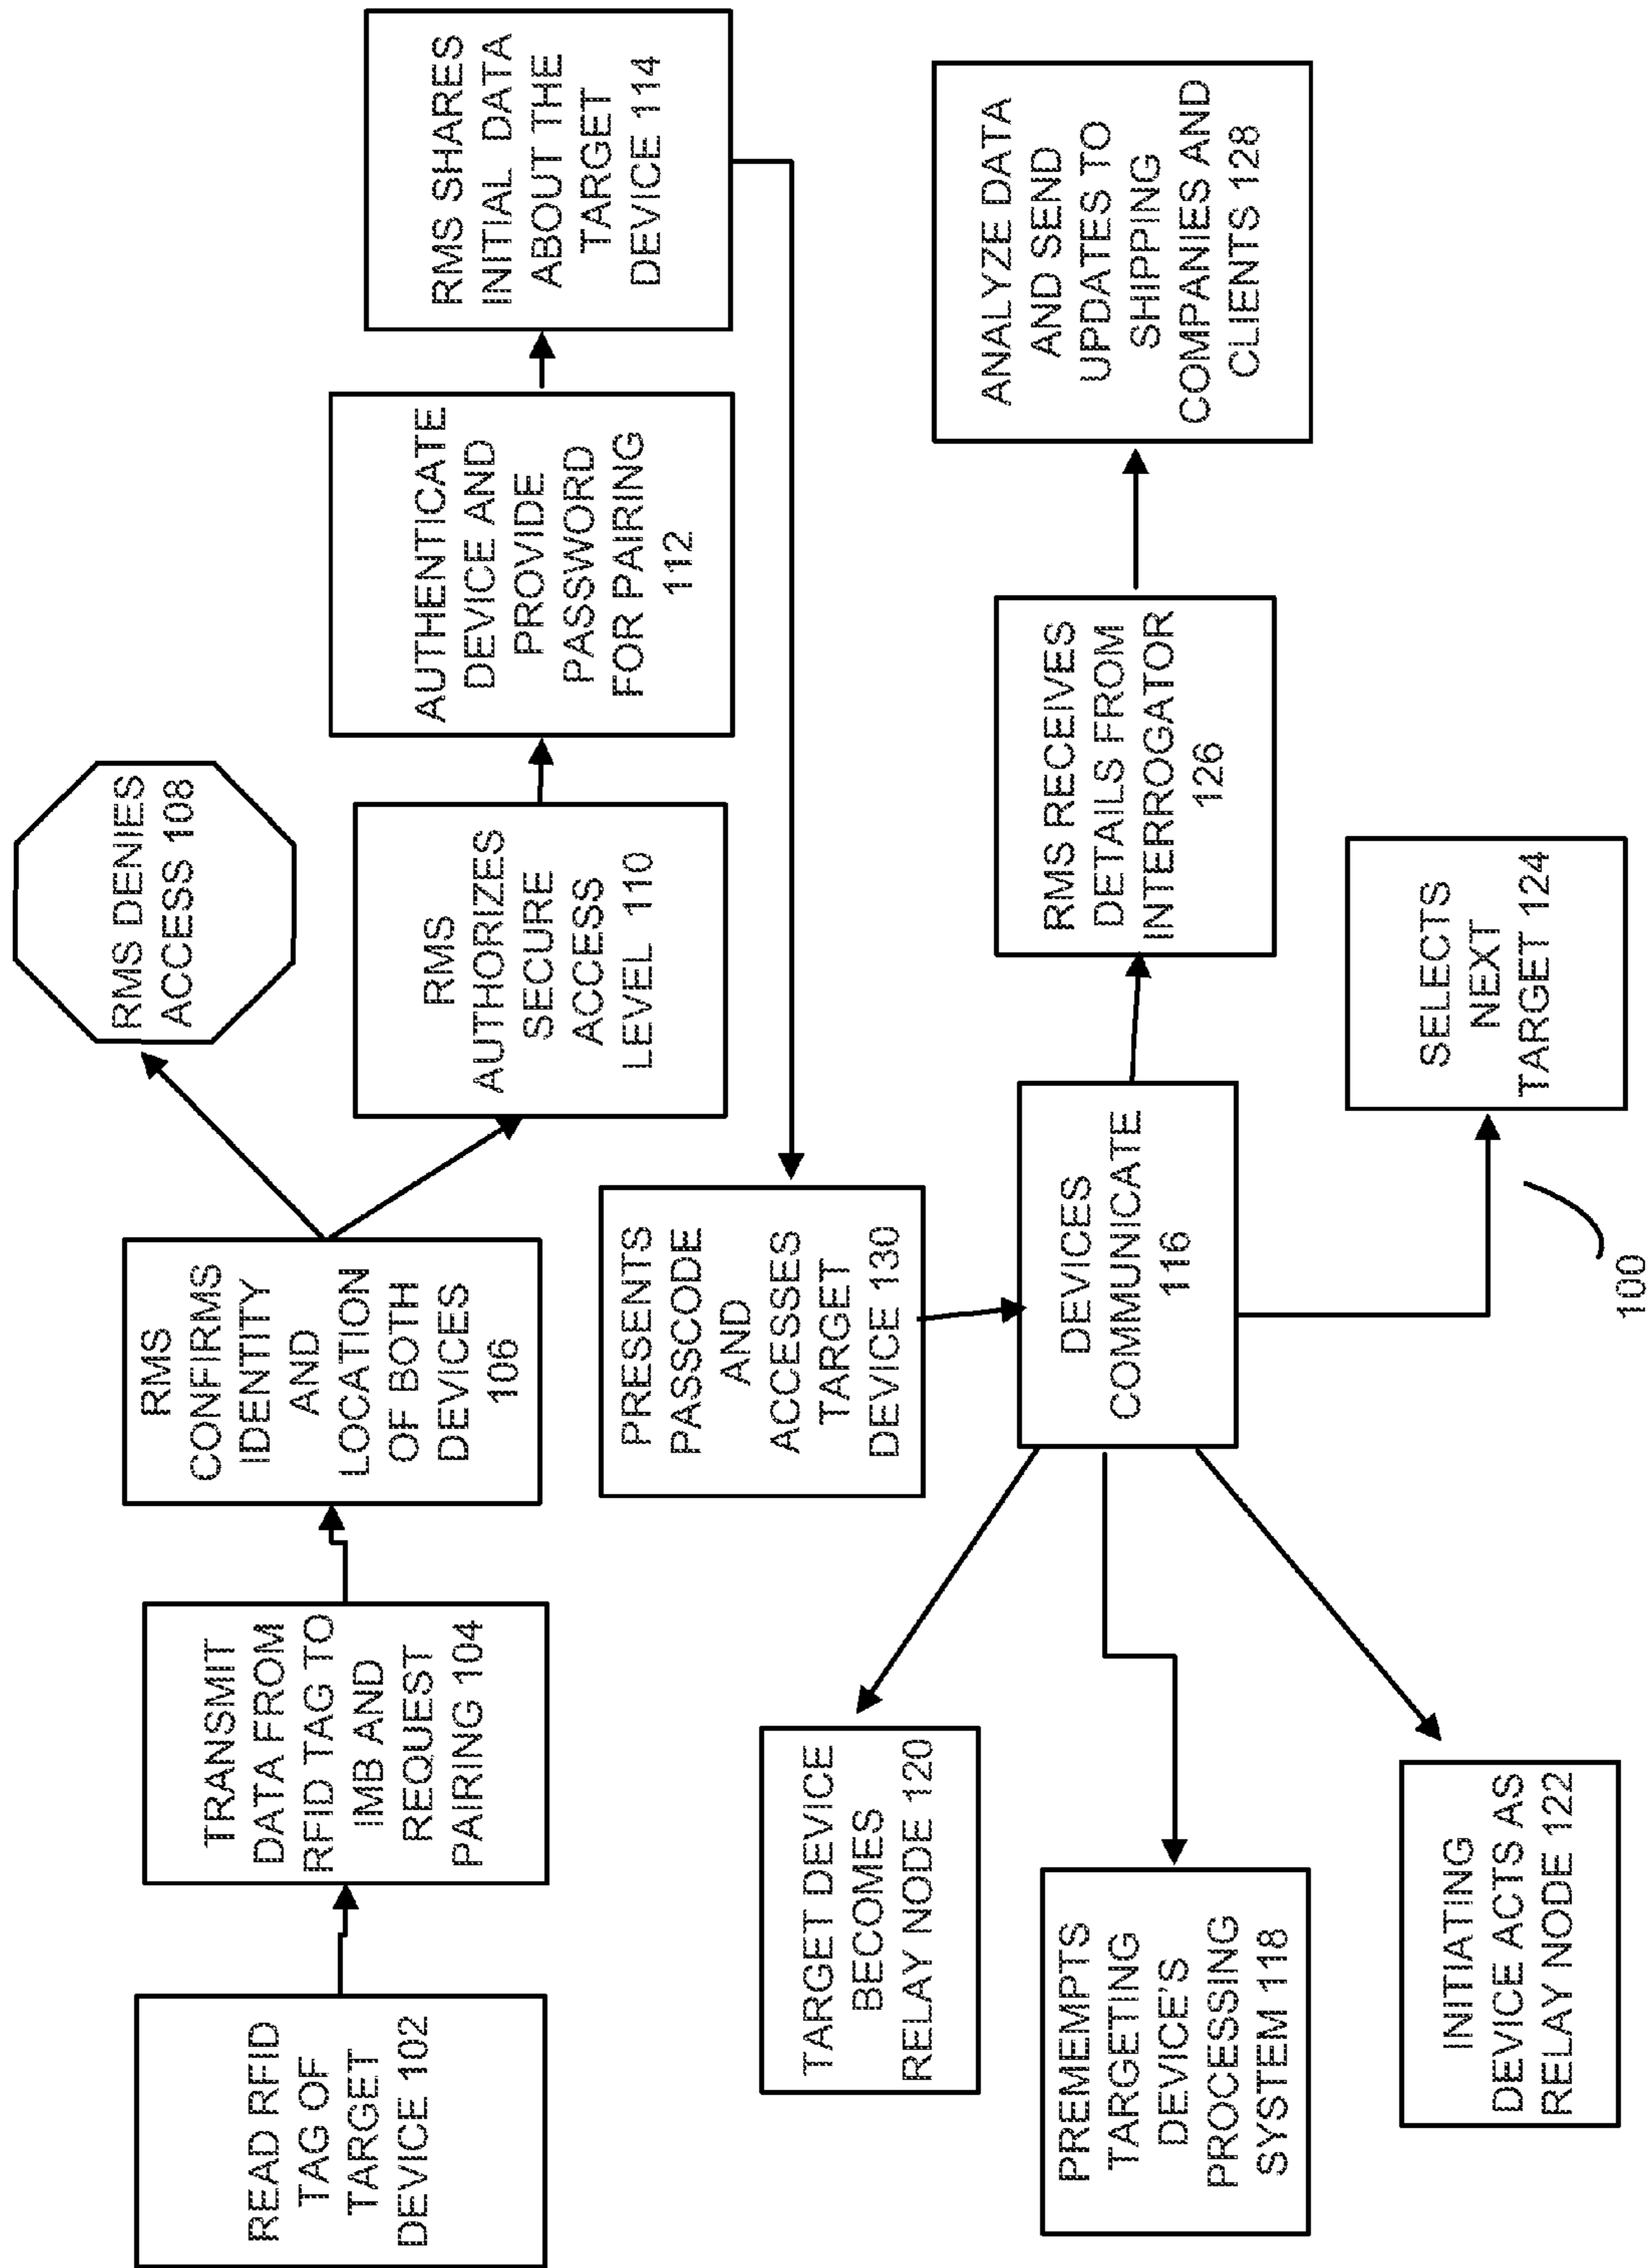 READ RFID
TAG OF
TARGET
DEVICE 102
TRANSMIT
DATA FROM
RFID TAG TO
IMB AND
REQUEST
PAIRING 104
RMS
CONFIRMS
IDENTITY
AND
LOCATION
OF BOTH
DEVICES
106
RMS DENIES
ACCESS 108
RMS
AUTHORIZES
SECURE
ACCESS
LEVEL 110
AUTHENTICATE
DEVICE AND
PROVIDE
PASSWORD
FOR PAIRING
112
RMS SHARES
INITIAL DATA
ABOUT THE
TARGET
DEVICE 114
PRESENTS
PASSCODE
AND
ACCESSES
TARGET
DEVICE 130
DEVICES
COMMUNICATE
116
TARGET DEVICE
BECOMES
RELAY NODE 120
PREMEMPTS
TARGETING
DEVICE'S
PROCESSING
SYSTEM 118
INITIATING
DEVICE ACTS AS
RELAY NODE 122
RMS RECEIVES
DETAILS FROM
INTERROGATOR
126
ANALYZE DATA
AND SEND
UPDATES TO
SHIPPING
COMPANIES AND
CLIENTS 128
SELECTS
NEXT
TARGET 124
100